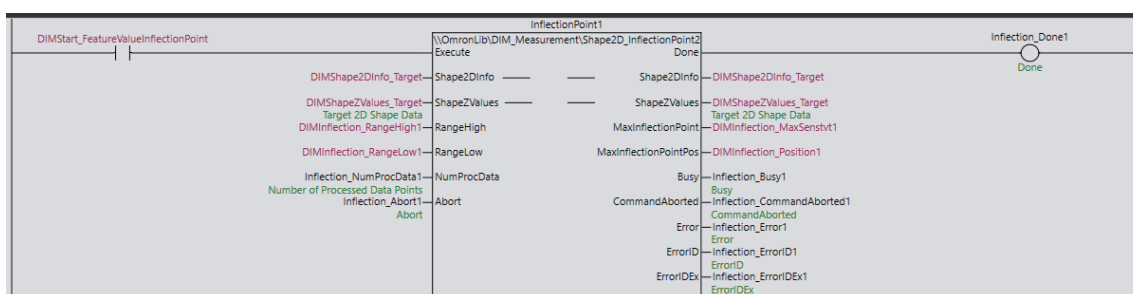 InflectionPoint1
DIMStart_FeatureValueInflectionPoint
\\OmronLib\DIM_Measurement\Shape2D_InflectionPoint2
Inflection_Done1
Execute Done
Done
DIMShape2DInfo_Target Shape2DInfo Shape2DInfo DIMShape2DInfo_Target
DIMShapeZValues_Target ShapeZValues ShapeZValues DIMShapeZValues_Target
Target 2D Shape Data Target 2D Shape Data
DIMInflection_RangeHigh1 RangeHigh MaxInflectionPoint DIMInflection_MaxSenstvt1
DIMInflection_RangeLow1 RangeLow MaxInflectionPointPos DIMInflection_Position1
Inflection_NumProcData1 NumProcData Busy Inflection_Busy1
Number of Processed Data Points Busy
Inflection_Abort1 Abort CommandAborted Inflection_CommandAborted1
Abort CommandAborted
Error Inflection_Error1
Error
ErrorID Inflection_ErrorID1
ErrorID
ErrorIDEx Inflection_ErrorIDEx1
ErrorIDEx